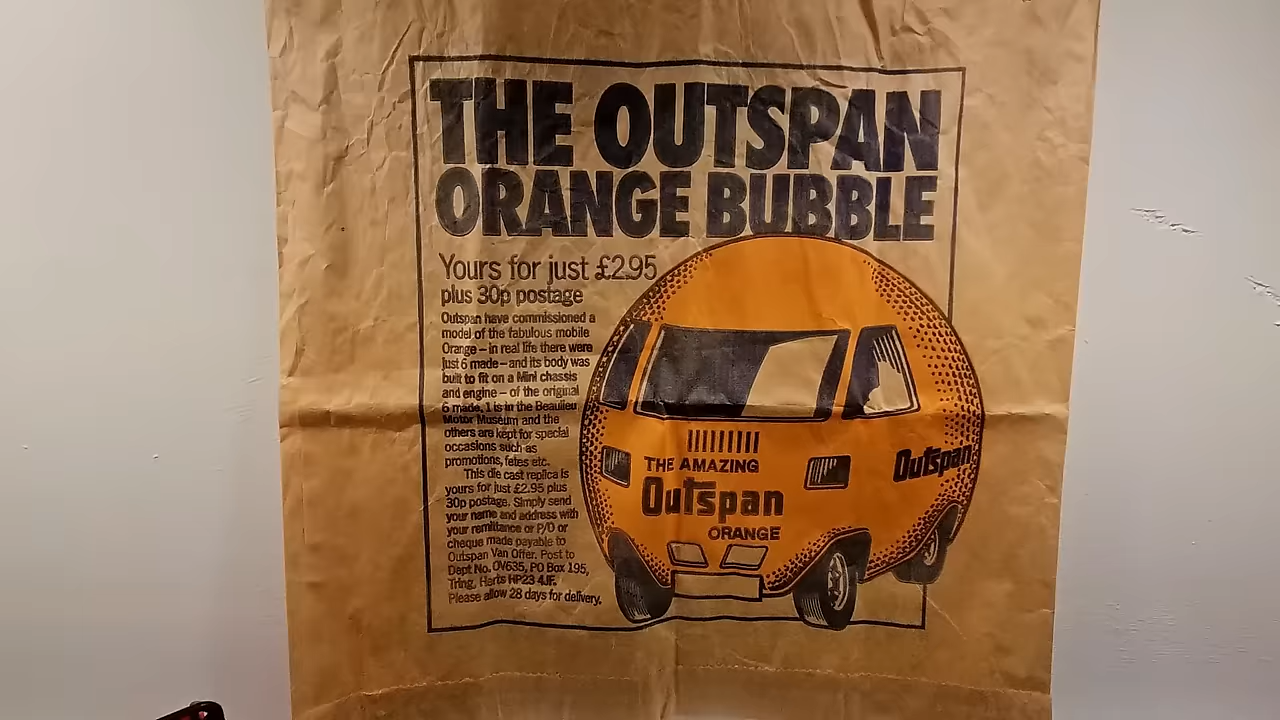 THE OUTSPAN
ORANGE BUBBLE
Yours for just £2.95
plus 30p postage
Outspan have commissioned a
model of the fabulous mobile
Orange – in real life there were
just 6 made – and its body was
built to fit on a Mini chassis
and engine – of the original
6 made, 1 is in the Beaulieu
Motor Museum and the
others are kept for special
occasions such as
promotions, fetes etc.
This die cast replica is
yours for just £2.95 plus
30p postage. Simply send
your name and address with
your remittance or P/O or
cheque made payable to
Outspan Van Offer. Post to
Dept No. OV635, PO Box 195,
Tring, Herts HP23 4JF.
Please allow 28 days for delivery.
THE AMAZING
Outspan
ORANGE
Outspan